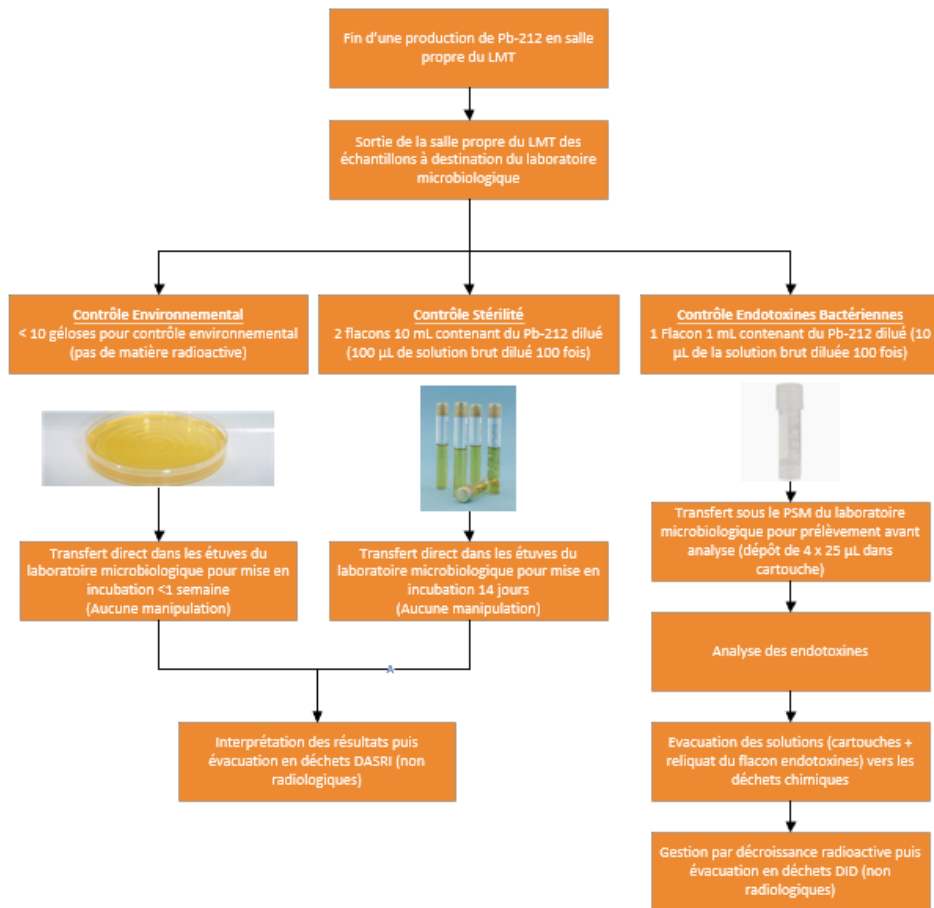 Fin d'une production de Pb-212 en salle
propre du LMT
Sortie de la salle propre du LMT des
échantillons à destination du laboratoire
microbiologique
Contrôle Environnemental
< 10 géloses pour contrôle environnemental
(pas de matière radioactive)
Contrôle Stérilité
2 flacons 10 mL contenant du Pb-212 dilué
(100 µL de solution brut dilué 100 fois)
Contrôle Endotoxines Bactériennes
1 Flacon 1 mL contenant du Pb-212 dilué (10
µL de la solution brut diluée 100 fois)
Transfert direct dans les étuves du
laboratoire microbiologique pour mise en
incubation <1 semaine
(Aucune manipulation)
Transfert direct dans les étuves du
laboratoire microbiologique pour mise en
incubation 14 jours
(Aucune manipulation)
Transfert sous le PSM du laboratoire
microbiologique pour prélèvement avant
analyse (dépôt de 4 x 25 µL dans
cartouche)
A
Analyse des endotoxines
Interprétation des résultats puis
évacuation en déchets DASRI (non
radiologiques)
Evacuation des solutions (cartouches +
reliquat du flacon endotoxines) vers les
déchets chimiques
Gestion par décroissance radioactive puis
évacuation en déchets DID (non
radiologiques)